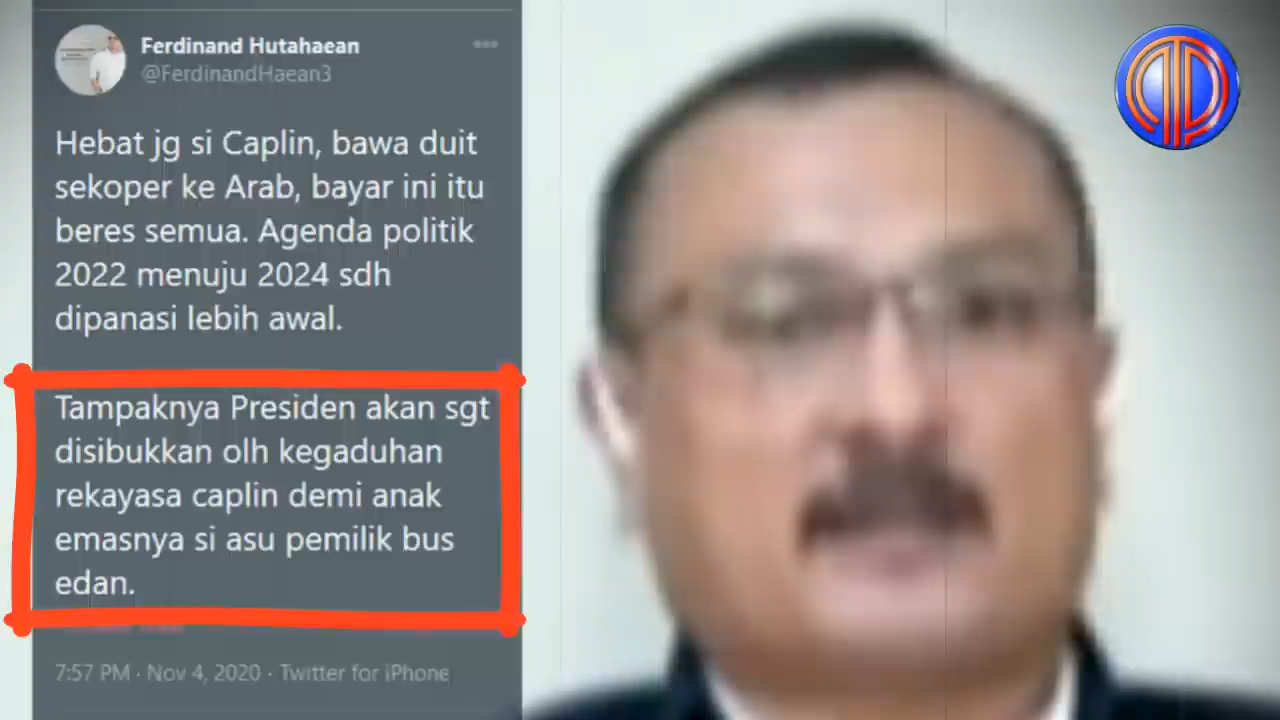 Ferdinand Hutahaean
@FerdinandHaean3
Hebat jg si Caplin, bawa duit
sekoper ke Arab, bayar ini itu
beres semua. Agenda politik
2022 menuju 2024 sdh
dipanasi lebih awal.
Tampaknya Presiden akan sgt
disibukkan olh kegaduhan
rekayasa caplin demi anak
emasnya si asu pemilik bus
edan.
7:57 PM · Nov 4, 2020 · Twitter for iPhone